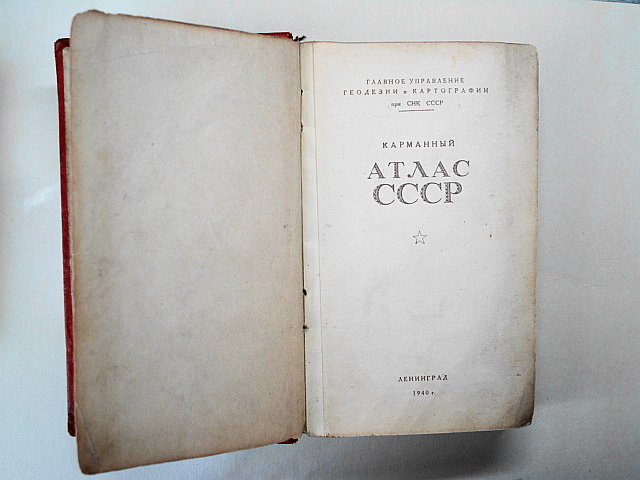 ГЛАВНОЕ УПРАВЛЕНИЕ
ГЕОДЕЗИИ и КАРТОГРАФИИ
при СНК СССР
КАРМАННЫЙ
АТЛАС
СССР
ЛЕНИНГРАД
1940 г.